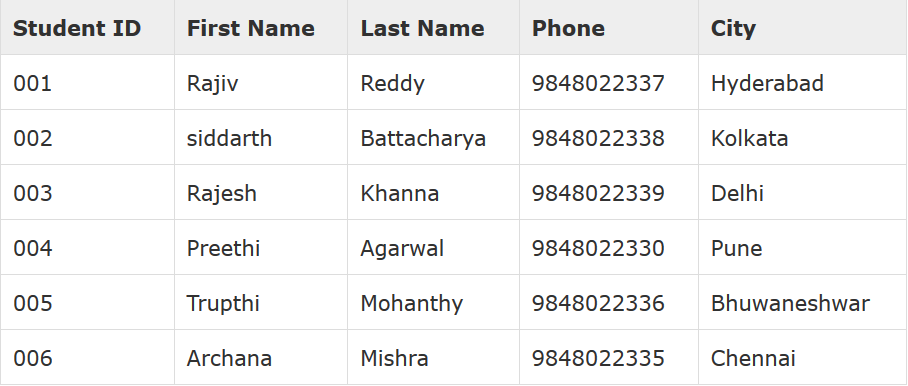 Student ID First Name Last Name Phone City
001 Rajiv Reddy 9848022337 Hyderabad
002 siddarth Battacharya 9848022338 Kolkata
003 Rajesh Khanna 9848022339 Delhi
004 Preethi Agarwal 9848022330 Pune
005 Trupthi Mohanthy 9848022336 Bhuwaneshwar
006 Archana Mishra 9848022335 Chennai